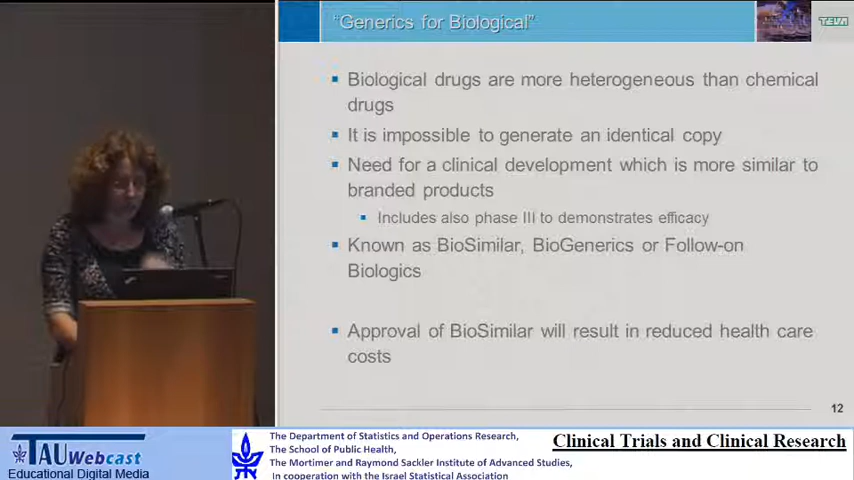 "Generics for Biological"
TEVA
Biological drugs are more heterogeneous than chemical
drugs
It is impossible to generate an identical copy
Need for a clinical development which is more similar to
branded products
Includes also phase III to demonstrates efficacy
Known as BioSimilar, BioGenerics or Follow-on
Biologics
Approval of BioSimilar will result in reduced health care
costs
12
TAU Webcast
Educational Digital Media
The Department of Statistics and Operations Research,
The School of Public Health,
The Mortimer and Raymond Sackler Institute of Advanced Studies,
In cooperation with the Israel Statistical Association
Clinical Trials and Clinical Research